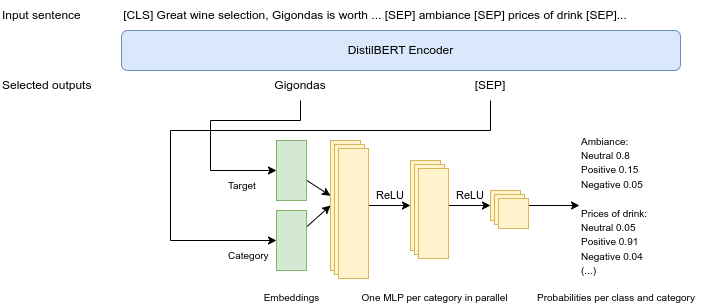 Input sentence
[CLS] Great wine selection, Gigondas is worth ... [SEP] ambiance [SEP] prices of drink [SEP]...
DistilBERT Encoder
Selected outputs
Gigondas
[SEP]
Target
Category
ReLU
ReLU
Ambiance:
Neutral 0.8
Positive 0.15
Negative 0.05
Prices of drink:
Neutral 0.05
Positive 0.91
Negative 0.04
(...)
Embeddings
One MLP per category in parallel
Probabilities per class and category